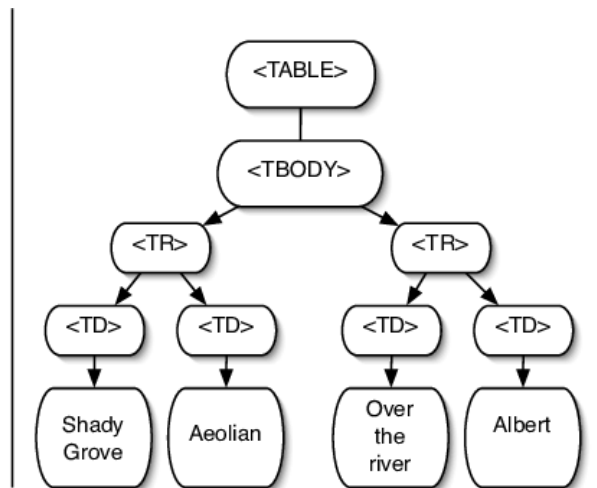 <TABLE>
<TBODY>
<TR>
<TR>
<TD>
<TD>
<TD>
<TD>
Shady
Grove
Aeolian
Over
the
river
Albert